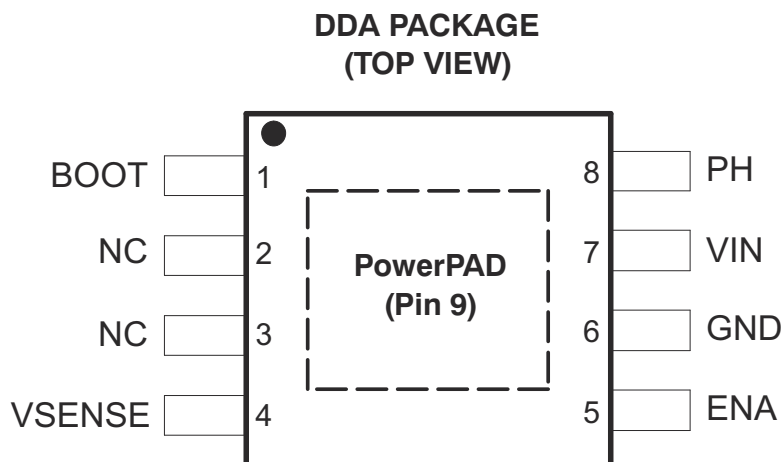 DDA PACKAGE
(TOP VIEW)
BOOT 1 8 PH
NC 2 7 VIN
NC 3 6 GND
VSENSE 4 5 ENA
PowerPAD
(Pin 9)